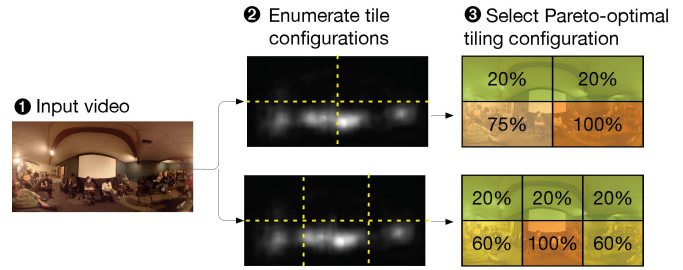 ❶ Input video
❷ Enumerate tile
configurations
❸ Select Pareto-optimal
tiling configuration
20% 20%
75% 100%
20% 20% 20%
60% 100% 60%